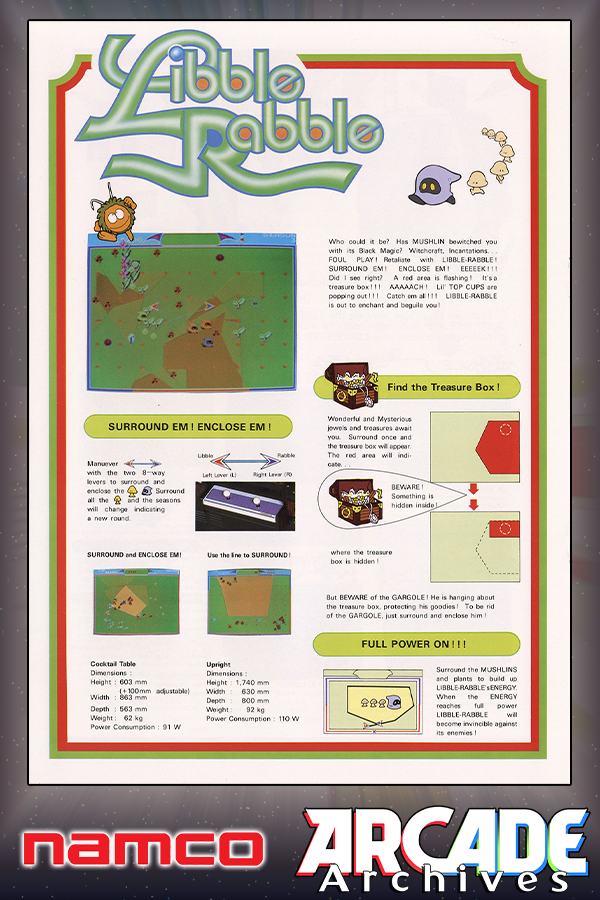 Libble
Rabble
Who could it be? Has MUSHLIN bewitched you
with its Black Magic? Witchcraft, Incantations...
FOUL PLAY! Retaliate with LIBBLE-RABBLE!
SURROUND EM! ENCLOSE EM! EEEEEK!!!
Did I see right? A red area is flashing! It's a
treasure box!!! AAAAACH! Lil' TOP CUPS are
popping out!!! Catch em all!!! LIBBLE-RABBLE
is out to enchant and beguile you!
SURROUND EM! ENCLOSE EM!
Manuever
with the two 8-way
levers to surround and
enclose the Surround
all the and the seasons
will change indicating
a new round.
Libble Rabble
Left Lever (L) Right Lever (R)
SURROUND and ENCLOSE EM!
Use the line to SURROUND!
Cocktail Table
Dimensions :
Height : 603 mm
(+100mm adjustable)
Width : 863 mm
Depth : 563 mm
Weight : 62 kg
Power Consumption : 91 W
Upright
Dimensions :
Height : 1,740 mm
Width : 630 mm
Depth : 800 mm
Weight : 92 kg
Power Consumption : 110 W
Find the Treasure Box!
Wonderful and Mysterious
jewels and treasures await
you. Surround once and
the treasure box will appear.
The red area will indi-
cate...
BEWARE!
Something is
hidden inside!
where the treasure
box is hidden!
But BEWARE of the GARGOLE! He is hanging about
the treasure box, protecting his goodies! To be rid
of the GARGOLE, just surround and enclose him!
FULL POWER ON!!!
Surround the MUSHLINS
and plants to build up
LIBBLE-RABBLE'sENERGY.
When the ENERGY
reaches full power
LIBBLE-RABBLE will
become invincible against
its enemies!
namco
ARCADE
Archives